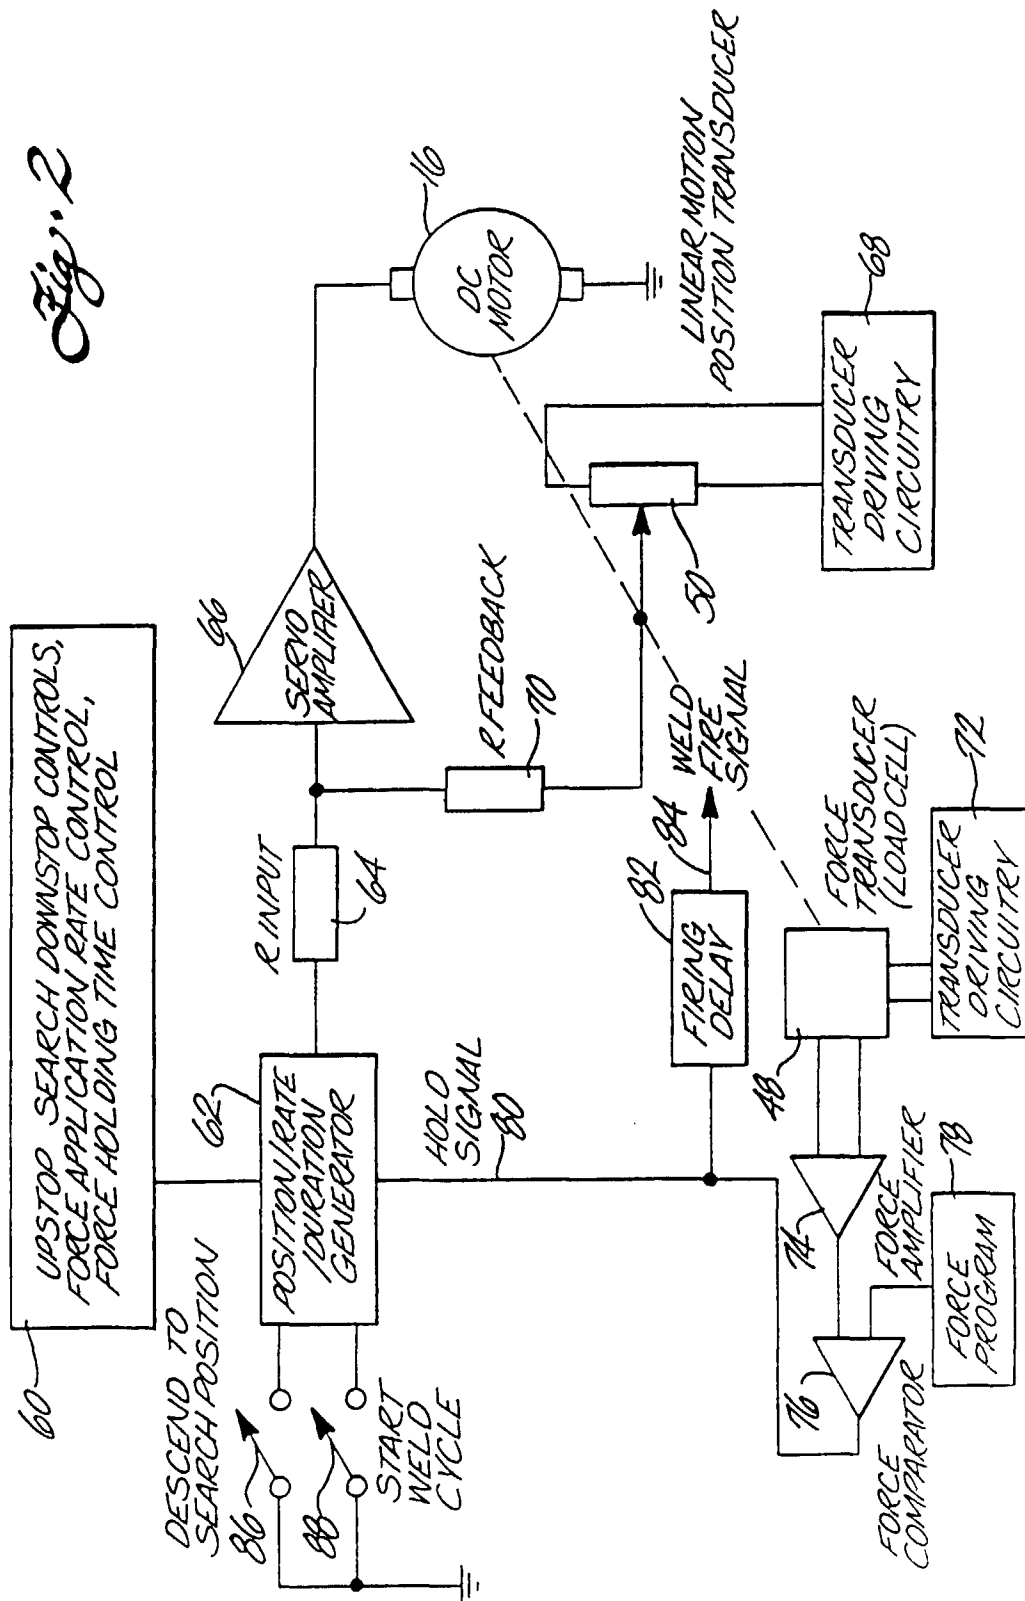 Fig. 2
60
UPSTOP SEARCH DOWNSTOP CONTROLS,
FORCE APPLICATION RATE CONTROL,
FORCE HOLDING TIME CONTROL
DESCEND TO
SEARCH POSITION
86
88
START
WELD
CYCLE
62
POSITION/RATE
/DURATION
GENERATOR
R INPUT
64
66
SERVO
AMPLIFIER
16
DC
MOTOR
HOLD
SIGNAL
80
R FEEDBACK
70
LINEAR MOTION
POSITION TRANSDUCER
50
68
TRANSDUCER
DRIVING
CIRCUITRY
82
FIRING
DELAY
84
WELD
FIRE
SIGNAL
FORCE
TRANSDUCER
(LOAD CELL)
48
72
TRANSDUCER
DRIVING
CIRCUITRY
74
FORCE
AMPLIFIER
76
FORCE
COMPARATOR
78
FORCE
PROGRAM